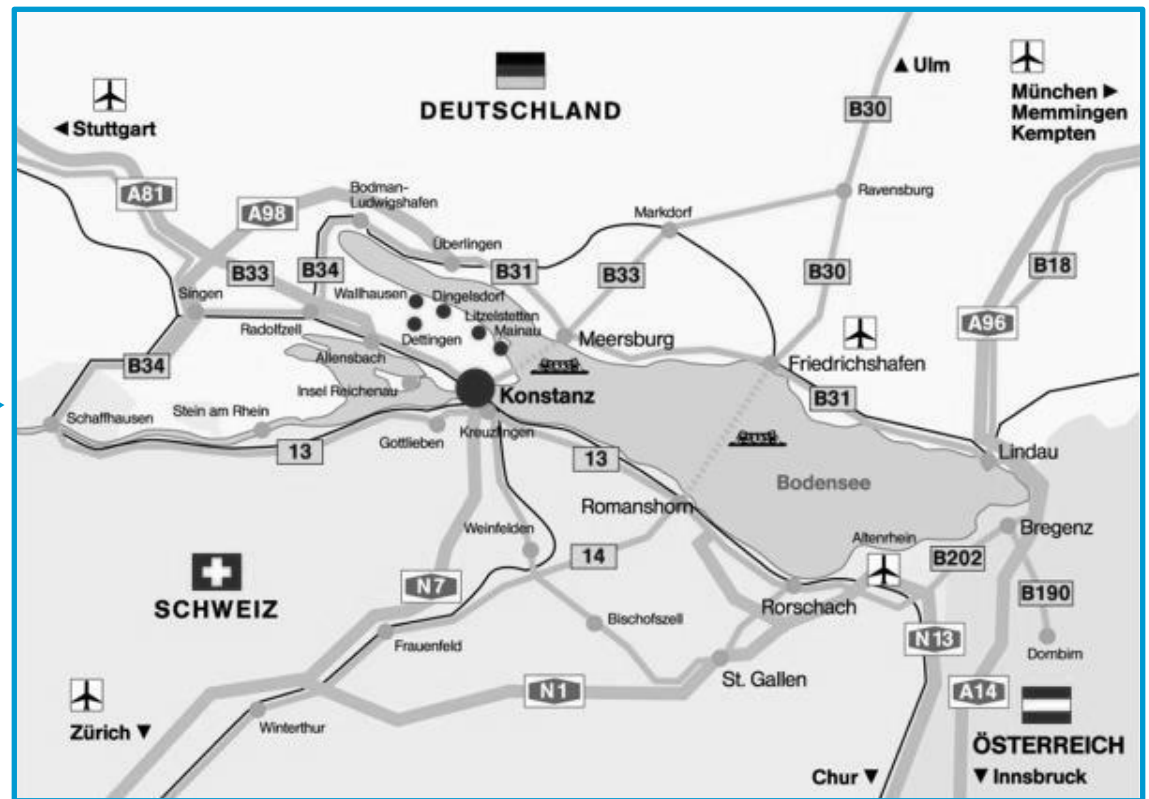 Ulm
München
Memmingen
Kempten
DEUTSCHLAND
Stuttgart
B30
A81
A98
Bodman-
Ludwigshafen
Ravensburg
Markdorf
Überlingen
B33
B34
B31
B33
B30
B18
Singen
Wallhausen
Dingelsdorf
Litzelstetten
Mainau
Radolfzell
Dettingen
Meersburg
A96
Allensbach
B34
Friedrichshafen
Insel Reichenau
Konstanz
B31
Schaffhausen
Stein am Rhein
Gottlieben
Kreuzlingen
13
13
Lindau
Bodensee
Romanshorn
Weinfelden
Bregenz
Altenrhein
14
B202
SCHWEIZ
N7
B190
Rorschach
Bischofszell
Frauenfeld
N13
Dornbirn
St. Gallen
N1
A14
Zürich
Winterthur
ÖSTERREICH
Chur
Innsbruck